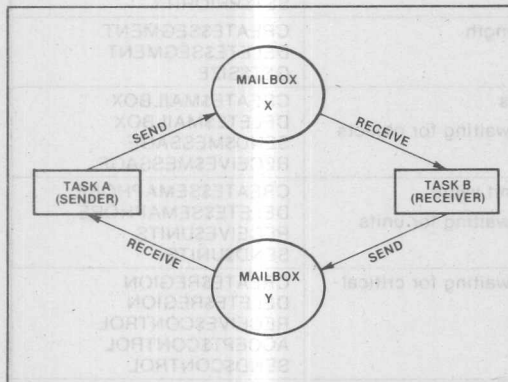 MAILBOX
X
SEND
RECEIVE
TASK A
(SENDER)
TASK B
(RECEIVER)
RECEIVE
SEND
MAILBOX
Y